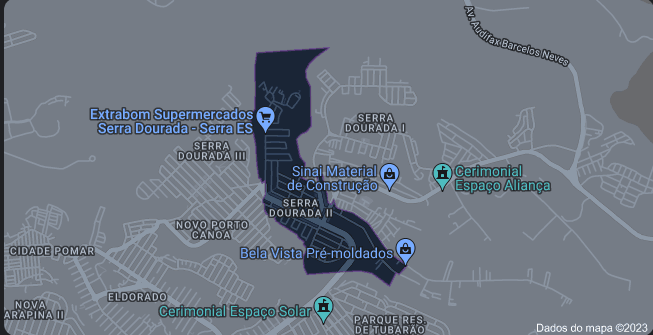 Av. Audifax Barcelos Neves
Extrabom Supermercados
Serra Dourada - Serra ES
SERRA
DOURADA I
SERRA
DOURADA III
Sinai Material
de Construção
Cerimonial
Espaço Aliança
SERRA
DOURADA II
NOVO PORTO
CANOA
CIDADE POMAR
Bela Vista Pré-moldados
ELDORADO
NOVA
ARAPINA II
Cerimonial Espaço Solar
PARQUE RES.
DE TUBARÃO
Dados do mapa ©2023